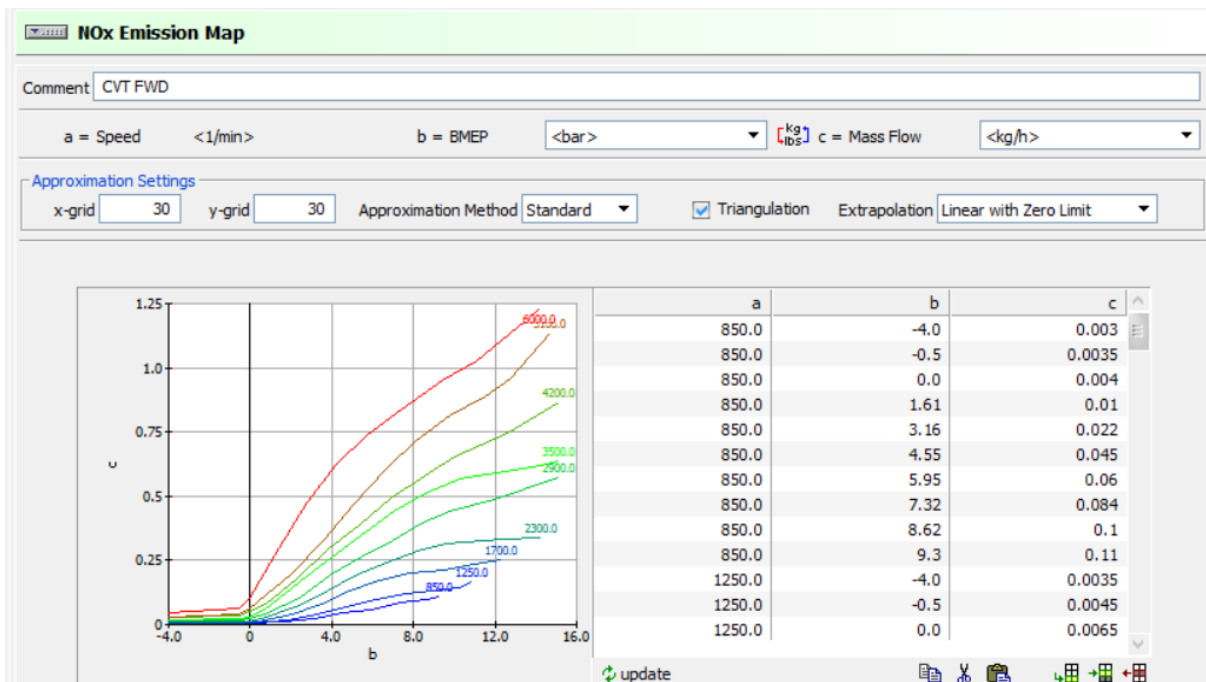 NOx Emission Map
Comment CVT FWD
a = Speed <1/min> b = BMEP <bar> kg lbs c = Mass Flow <kg/h>
Approximation Settings
x-grid 30 y-grid 30 Approximation Method Standard Triangulation Extrapolation Linear with Zero Limit
1.25
1.0
0.75
0.5
0.25
0
c
-4.0 0 4.0 8.0 12.0 16.0
b
6000.0
4200.0
3500.0
2900.0
2300.0
1700.0
1250.0
850.0
a b c
850.0 -4.0 0.003
850.0 -0.5 0.0035
850.0 0.0 0.004
850.0 1.61 0.01
850.0 3.16 0.022
850.0 4.55 0.045
850.0 5.95 0.06
850.0 7.32 0.084
850.0 8.62 0.1
850.0 9.3 0.11
1250.0 -4.0 0.0035
1250.0 -0.5 0.0045
1250.0 0.0 0.0065
update